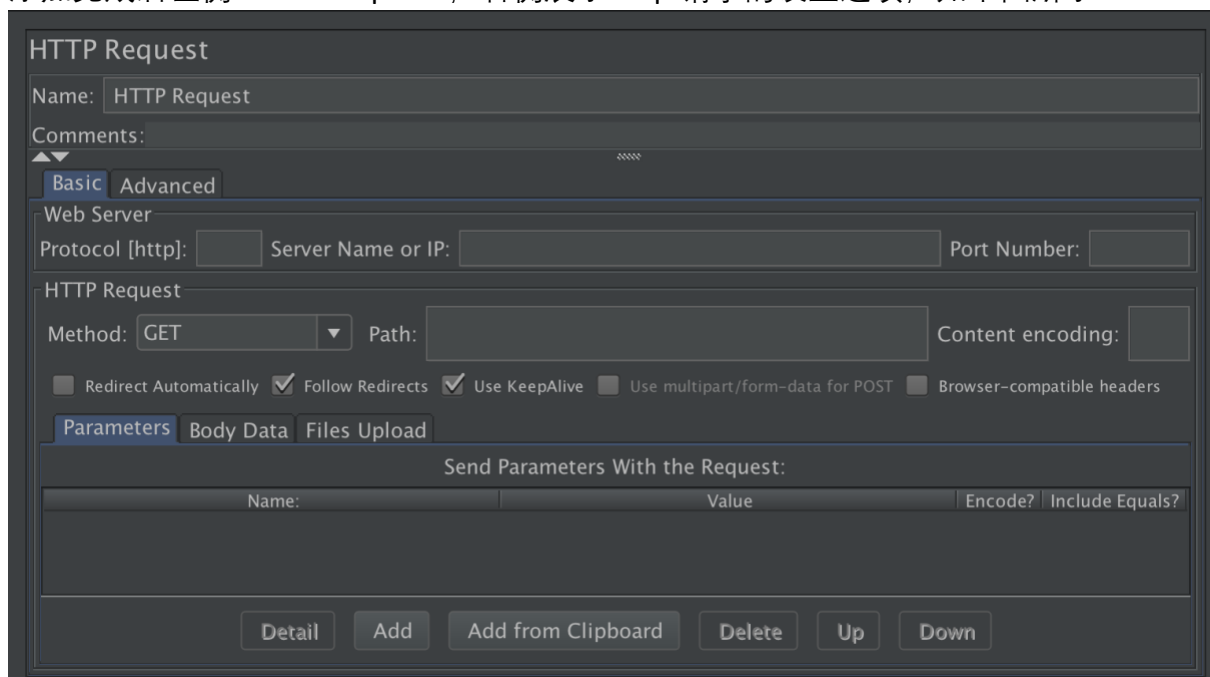 HTTP Request
Name: HTTP Request
Comments:
Basic Advanced
Web Server
Protocol [http]: Server Name or IP: Port Number:
HTTP Request
Method: GET Path: Content encoding:
Redirect Automatically Follow Redirects Use KeepAlive Use multipart/form-data for POST Browser-compatible headers
Parameters Body Data Files Upload
Send Parameters With the Request:
Name: Value Encode? Include Equals?
Detail Add Add from Clipboard Delete Up Down